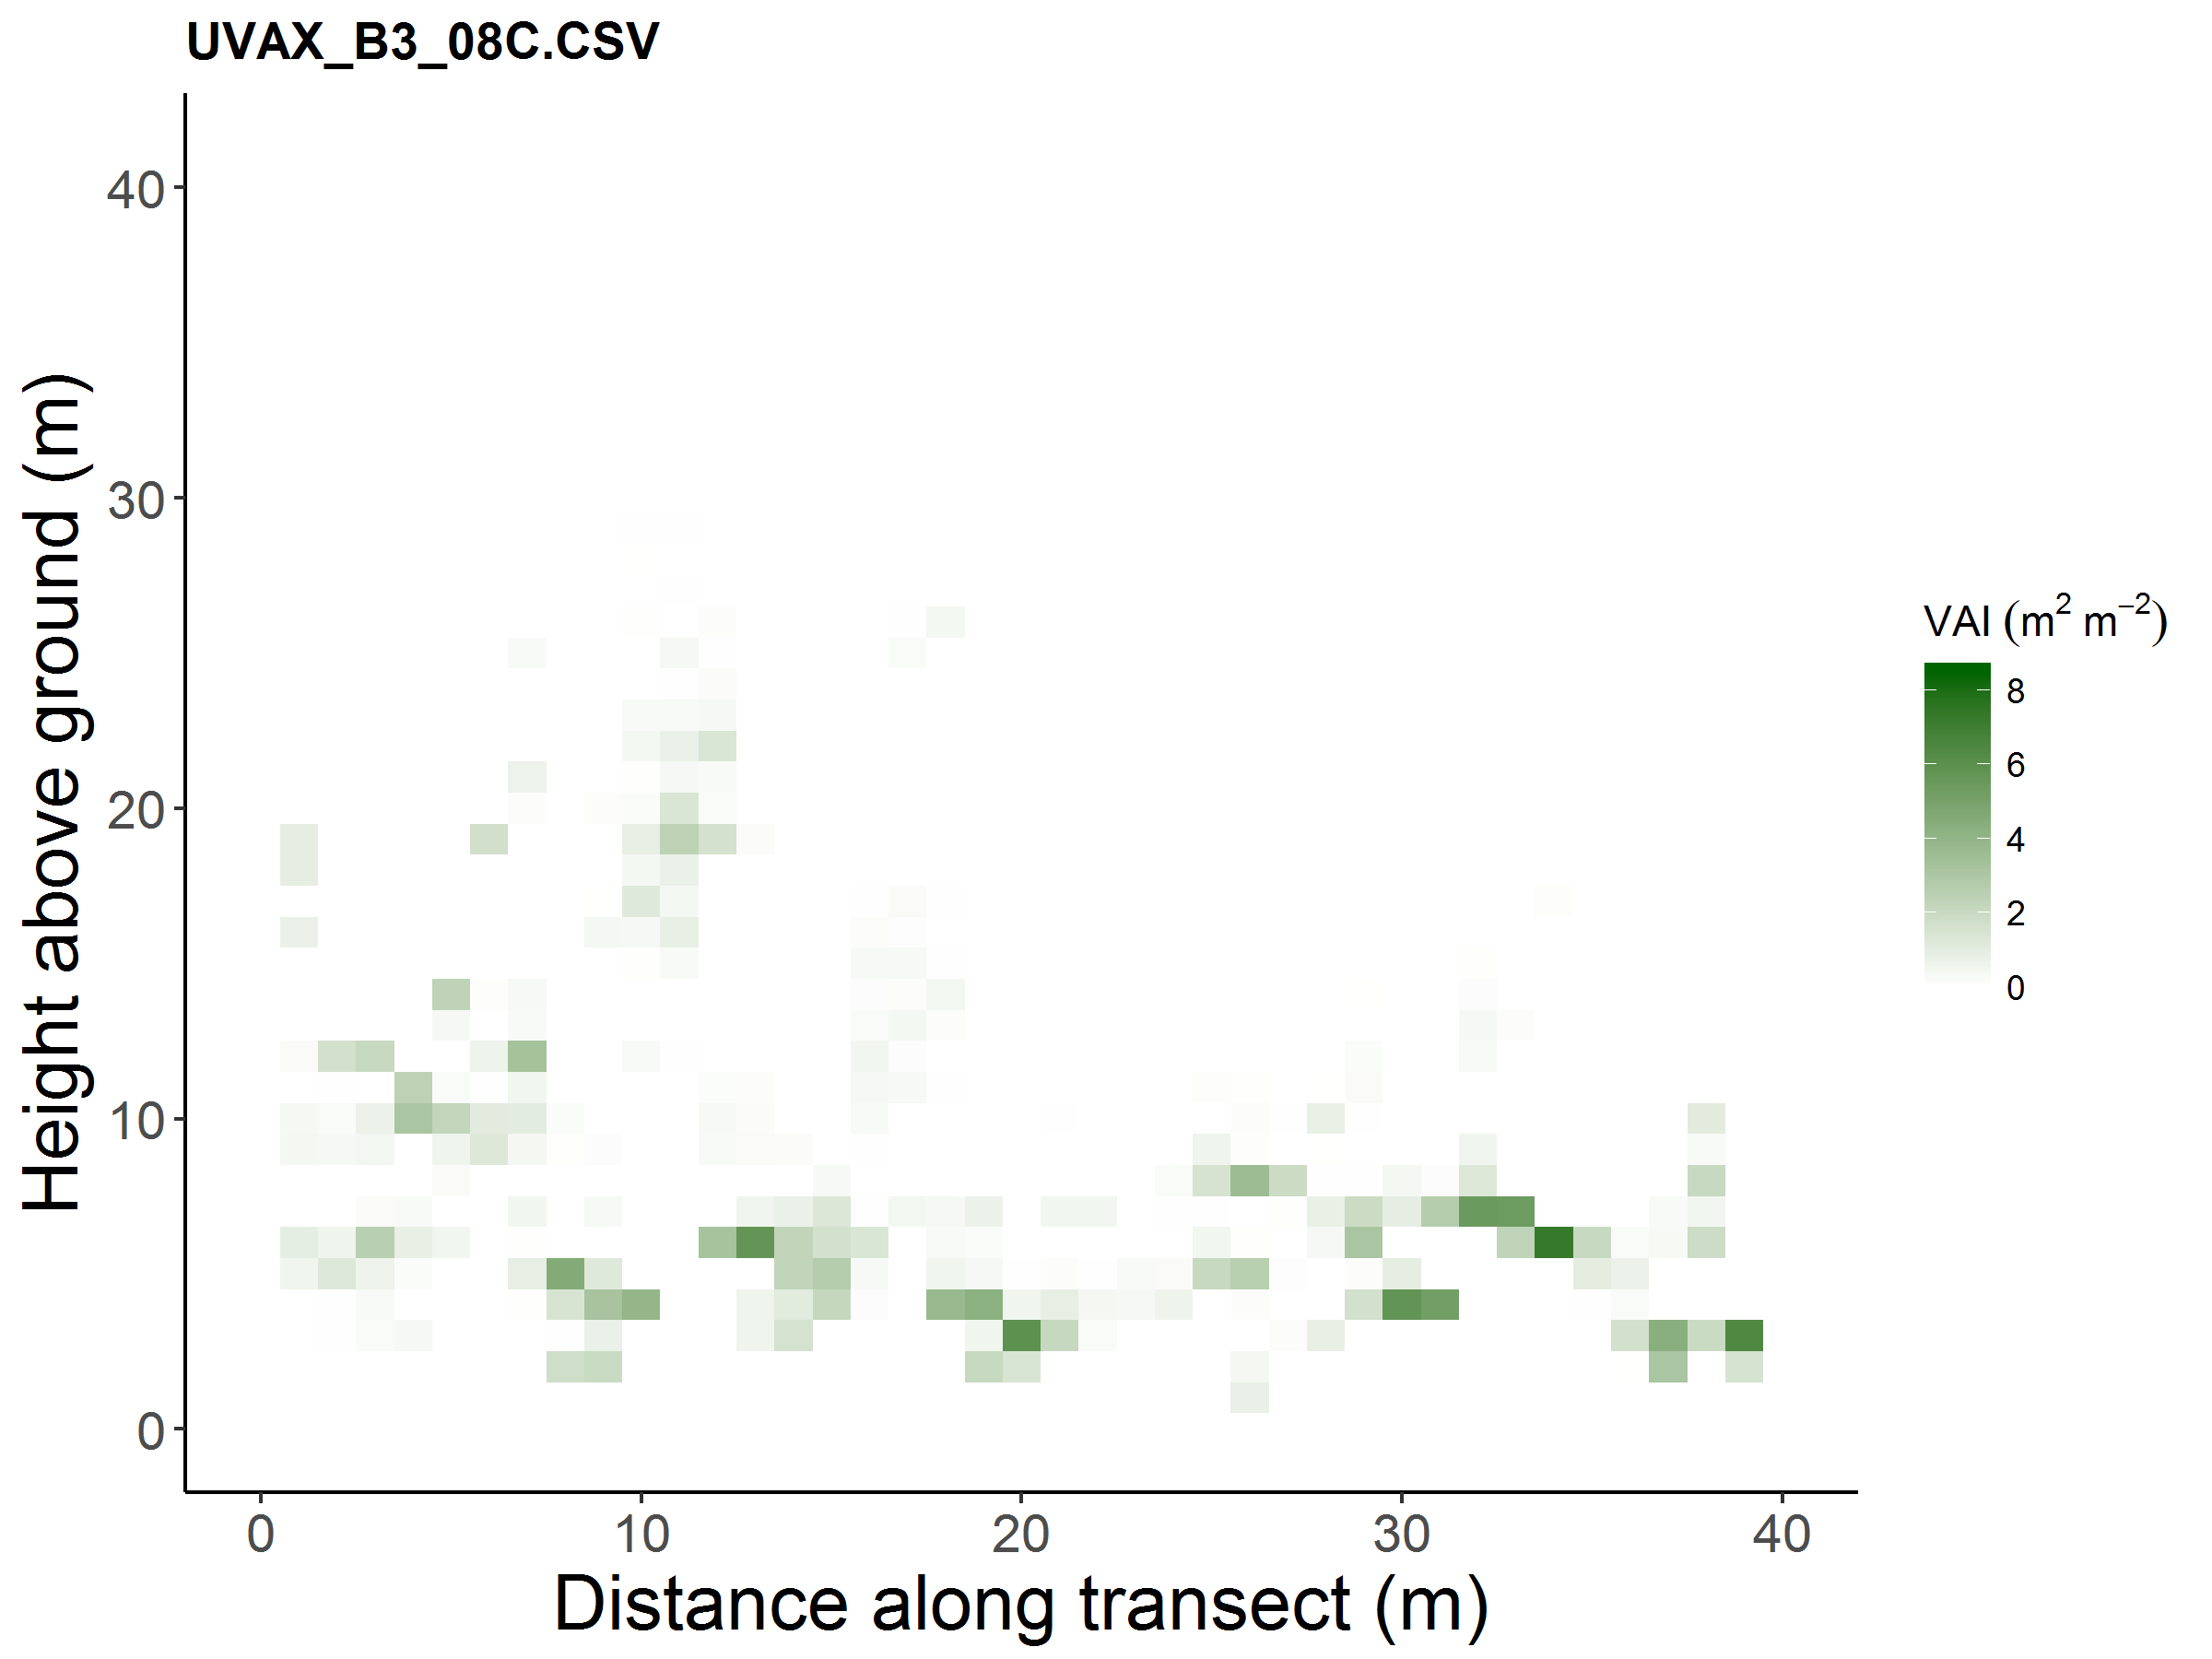 UVAX_B3_08C.CSV
Height above ground (m)
40
30
20
10
0
0 10 20 30 40
Distance along transect (m)
VAI (m² m⁻²)
8
6
4
2
0